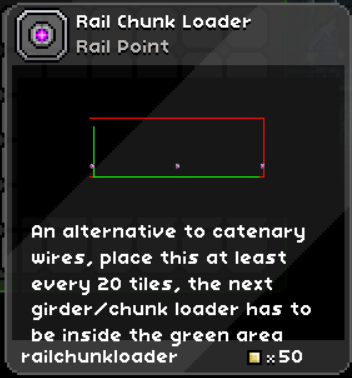 Rail Chunk Loader
Rail Point
An alternative to catenary
wires, place this at least
every 20 tiles, the next
girder/chunk loader has to
be inside the green area
railchunkloader x50